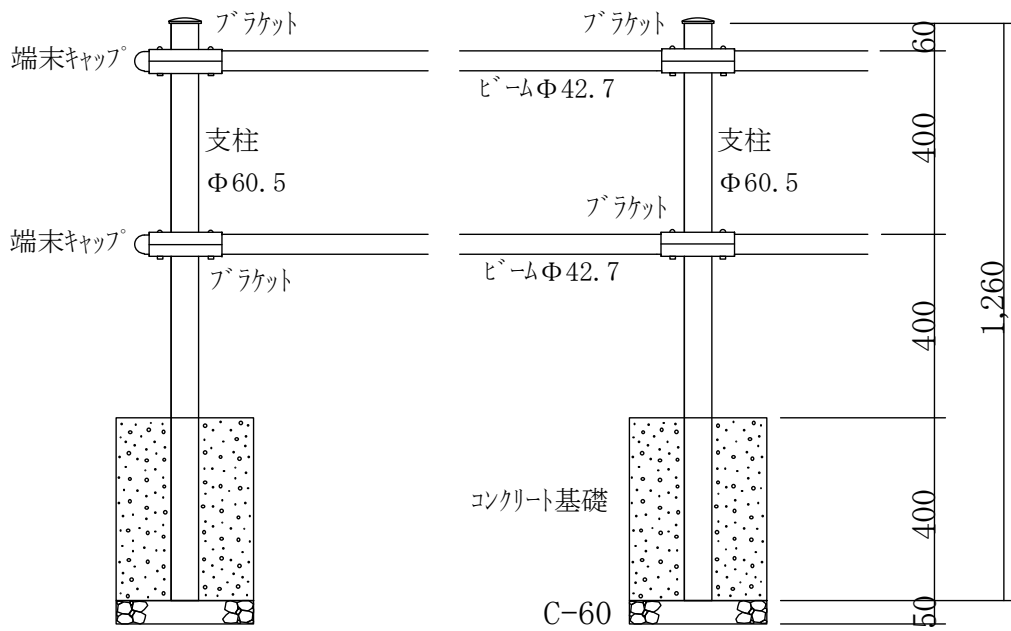 ブラケット
ブラケット
端末キャップ
ビームΦ42.7
60
支柱
Φ60.5
支柱
Φ60.5
400
ブラケット
端末キャップ
ブラケット
ビームΦ42.7
400
1,260
コンクリート基礎
400
C-60
50